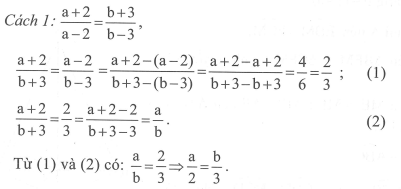 Cách 1: \frac{a+2}{a-2} = \frac{b+3}{b-3},
\frac{a+2}{b+3} = \frac{a-2}{b-3} = \frac{a+2-(a-2)}{b+3-(b-3)} = \frac{a+2-a+2}{b+3-b+3} = \frac{4}{6} = \frac{2}{3} ; (1)
\frac{a+2}{b+3} = \frac{2}{3} = \frac{a+2-2}{b+3-3} = \frac{a}{b}. (2)
Từ (1) và (2) có: \frac{a}{b} = \frac{2}{3} ⇒ \frac{a}{2} = \frac{b}{3}.